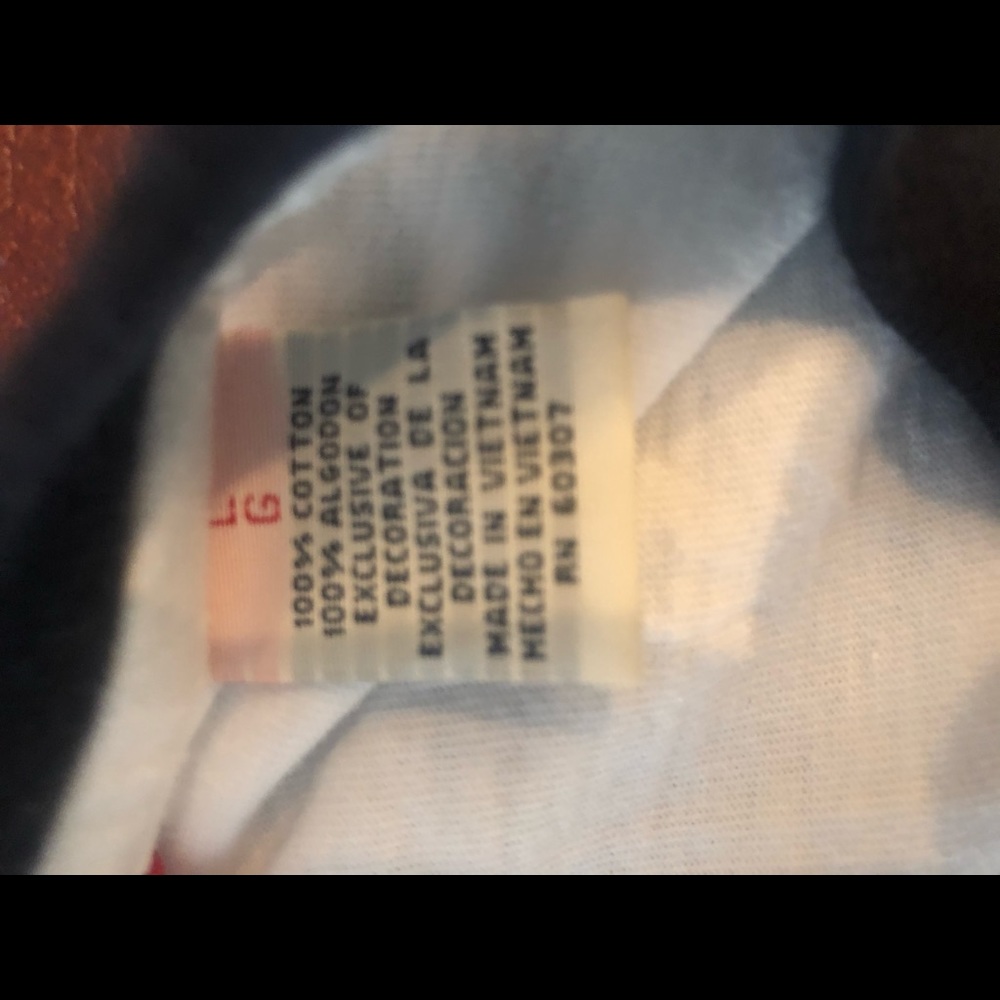 L
G
100% COTTON
100% ALGODON
EXCLUSIVE OF
DECORATION
EXCLUSIVA DE LA
DECORACION
MADE IN VIETNAM
HECHO EN VIETNAM
RN 60307